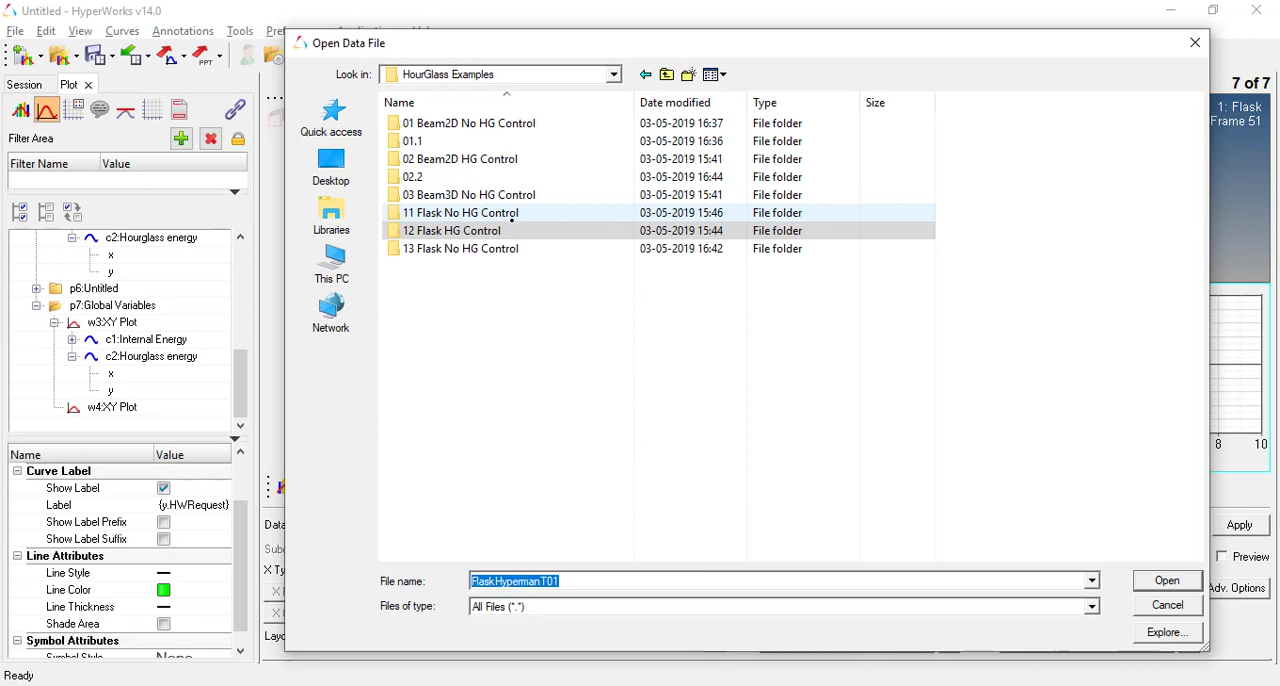 Untitled - HyperWorks v14.0
File Edit View Curves Annotations Tools
Open Data File
Session Plot
Filter Area
Filter Name Value
c2:Hourglass energy
x
y
p6:Untitled
p7:Global Variables
w3:XY Plot
c1:Internal Energy
c2:Hourglass energy
x
y
w4:XY Plot
Name Value
Curve Label
Show Label
Label {y.HWRequest}
Show Label Prefix
Show Label Suffix
Line Attributes
Line Style
Line Color
Line Thickness
Shade Area
Symbol Attributes
Symbol Style None
Ready
PPT
Look in: HourGlass Examples
Quick access
Desktop
Libraries
This PC
Network
Name Date modified Type Size
01 Beam2D No HG Control 03-05-2019 16:37 File folder
01.1 03-05-2019 16:36 File folder
02 Beam2D HG Control 03-05-2019 15:41 File folder
02.2 03-05-2019 16:44 File folder
03 Beam3D No HG Control 03-05-2019 15:41 File folder
11 Flask No HG Control 03-05-2019 15:46 File folder
12 Flask HG Control 03-05-2019 15:44 File folder
13 Flask No HG Control 03-05-2019 16:42 File folder
File name: FlaskHypermanT01
Files of type: All Files (*.*)
Open
Cancel
Explore...
7 of 7
1: Flask
Frame 51
8 10
Apply
Preview
Adv. Options